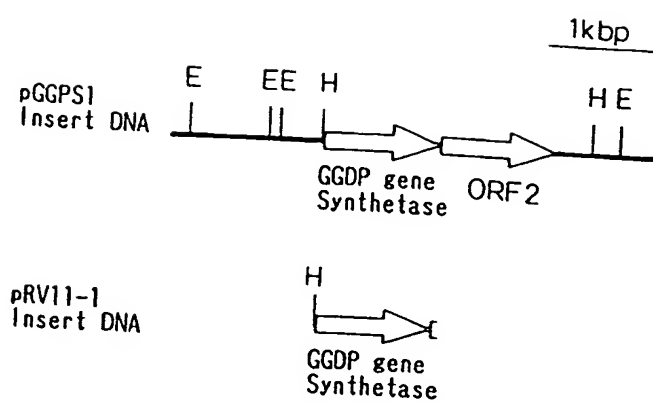 1kbp
E EE H H E
pGGPS1
Insert DNA
GGDP gene
Synthetase
ORF2
H
pRV11-1
Insert DNA
GGDP gene
Synthetase